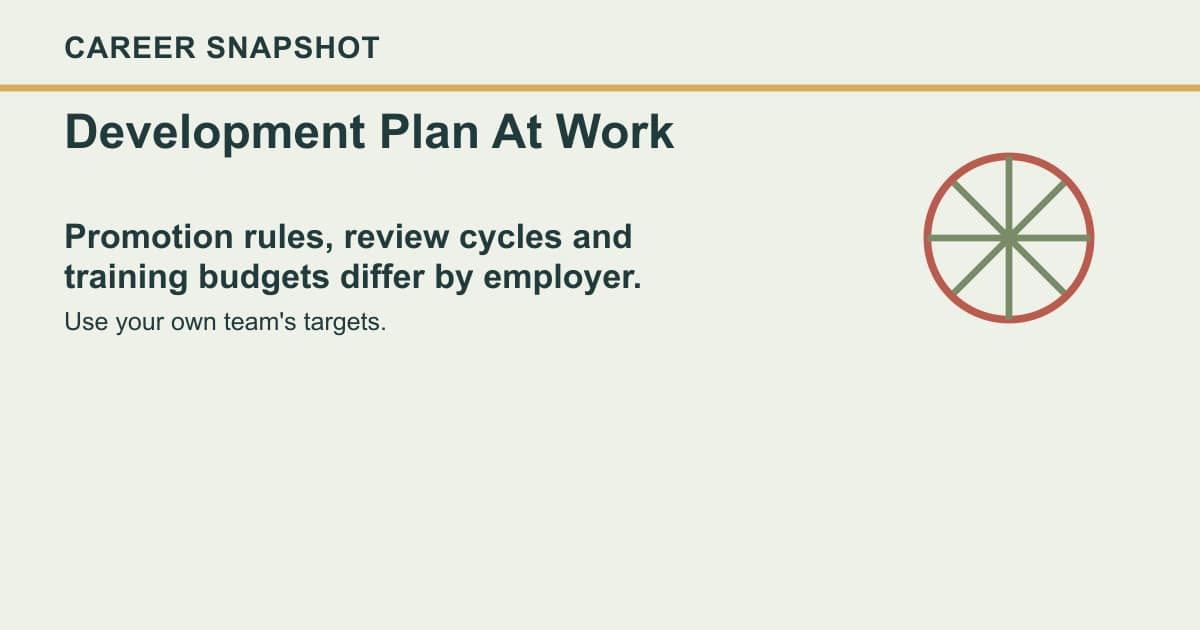 CAREER SNAPSHOT
Development Plan At Work
Promotion rules, review cycles and
training budgets differ by employer.
Use your own team's targets.